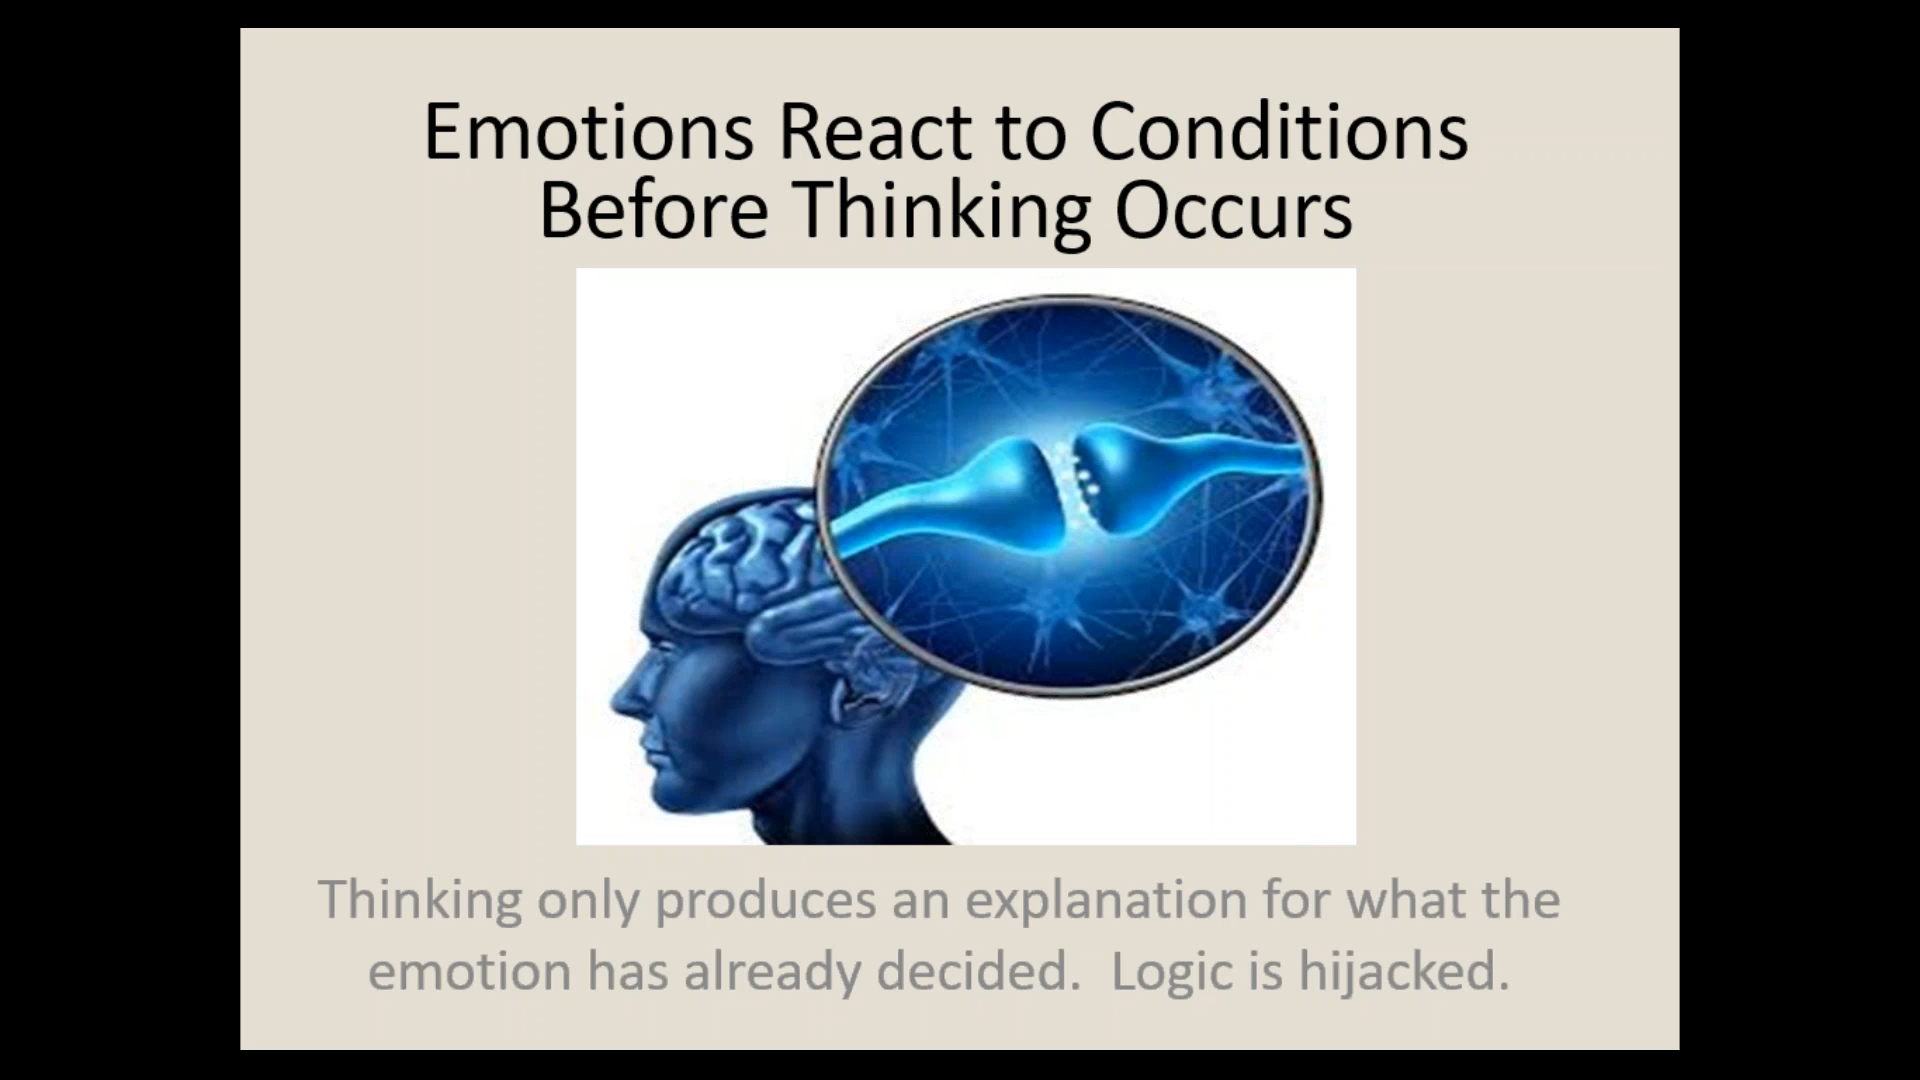 Emotions React to Conditions
Before Thinking Occurs
Thinking only produces an explanation for what the
emotion has already decided.  Logic is hijacked.